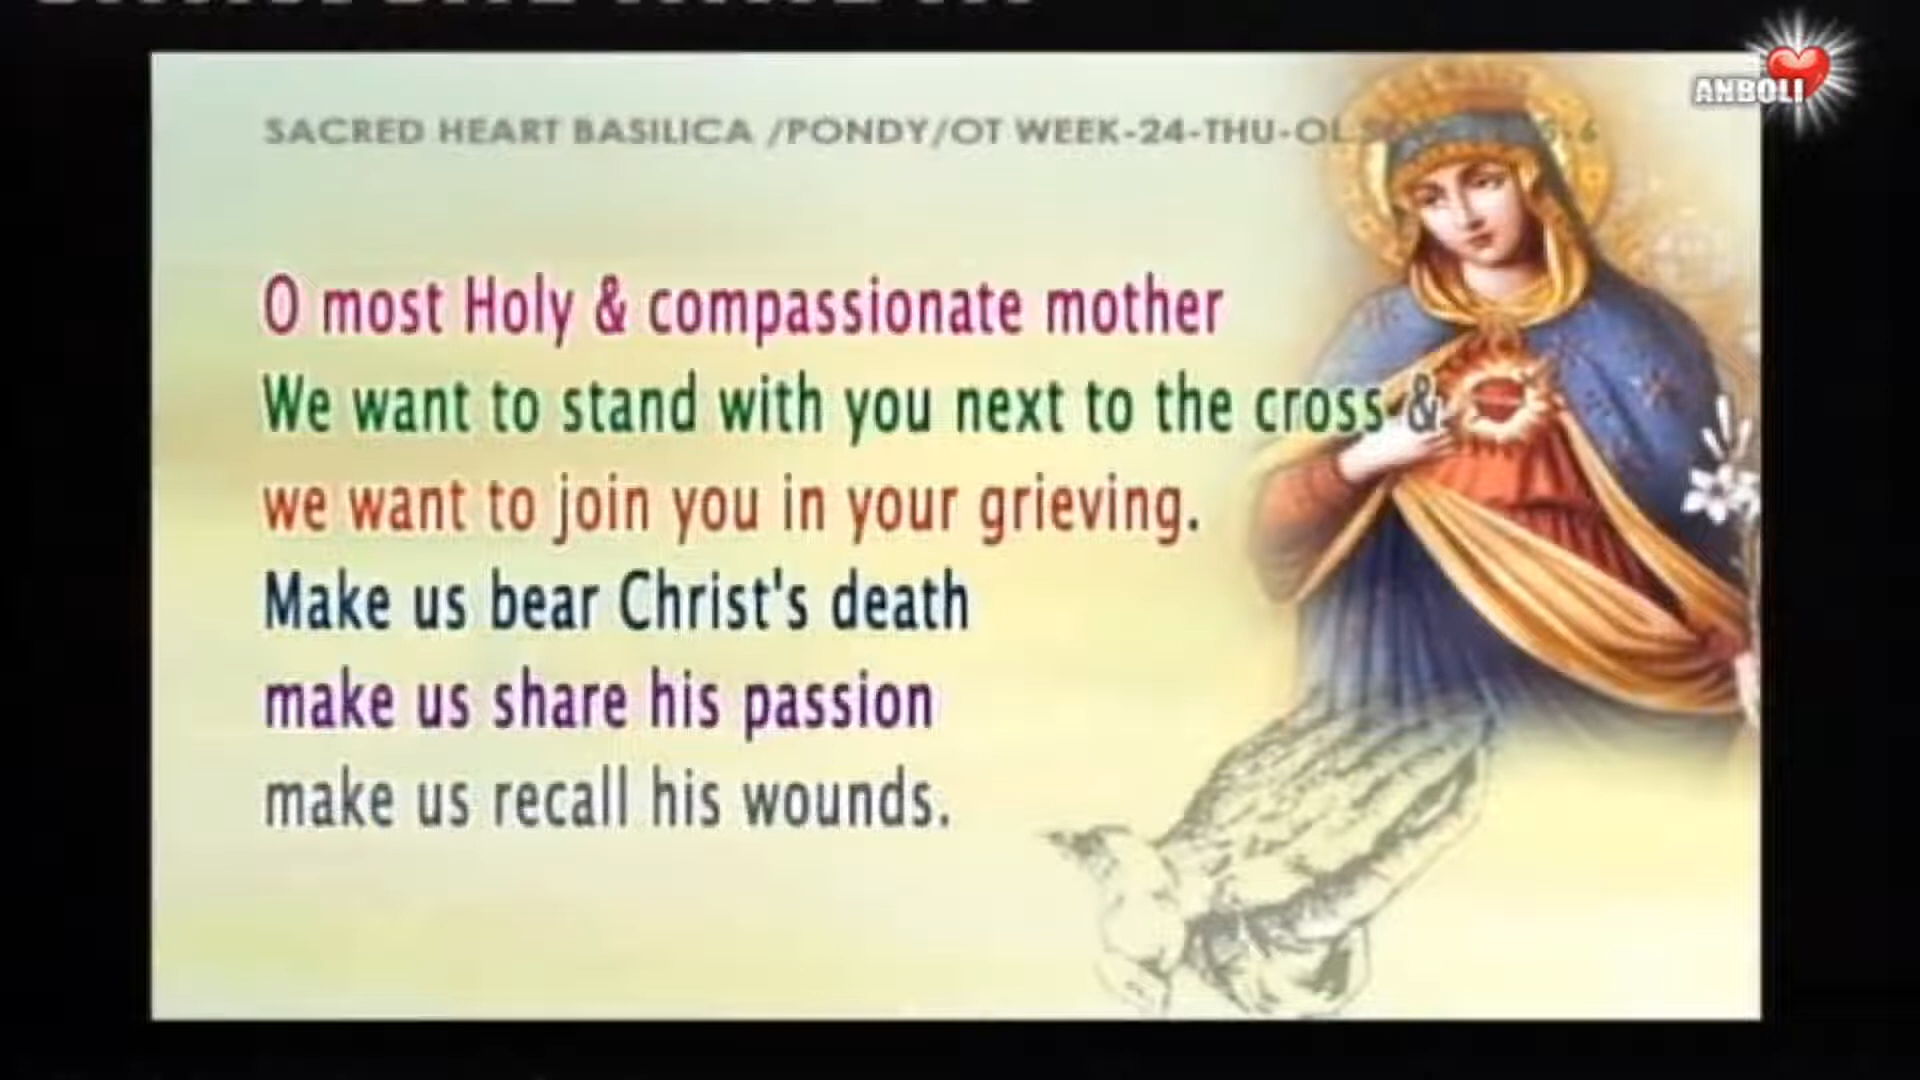 ANBOLI
SACRED HEART BASILICA /PONDY/OT WEEK-24-THU-OL
O most Holy & compassionate mother
We want to stand with you next to the cross &
we want to join you in your grieving.
Make us bear Christ's death
make us share his passion
make us recall his wounds.